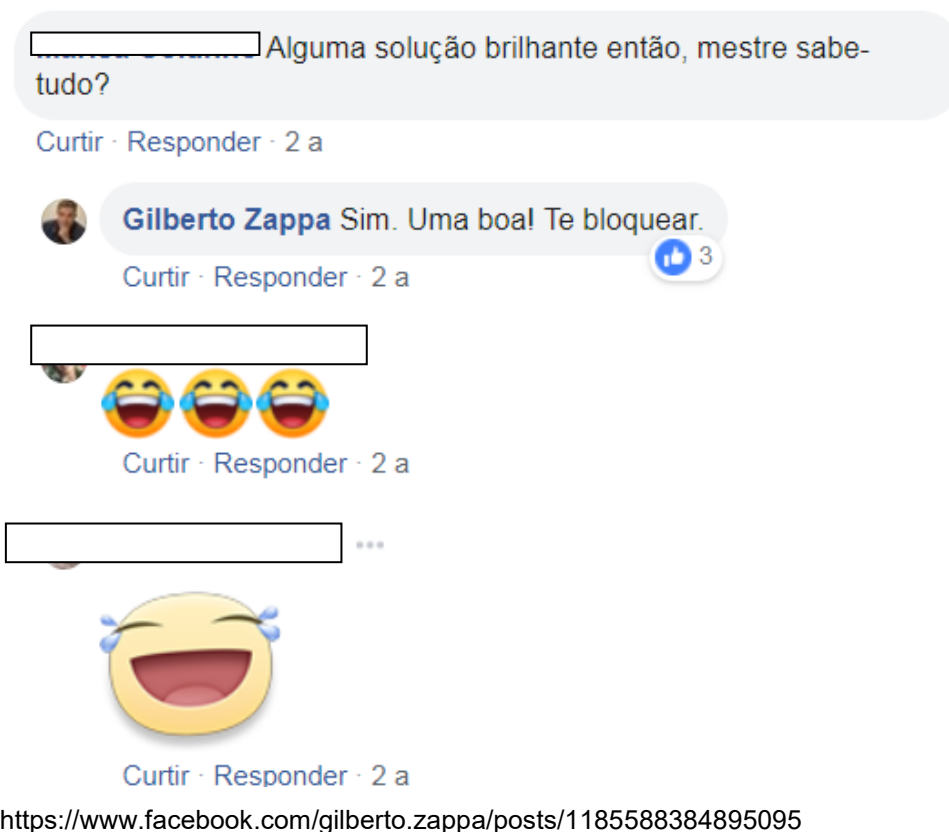 Alguma solução brilhante então, mestre sabe-
tudo?
Curtir · Responder · 2 a
Gilberto Zappa Sim. Uma boa! Te bloquear.
3
Curtir · Responder · 2 a
Curtir · Responder · 2 a
Curtir · Responder · 2 a
https://www.facebook.com/gilberto.zappa/posts/1185588384895095